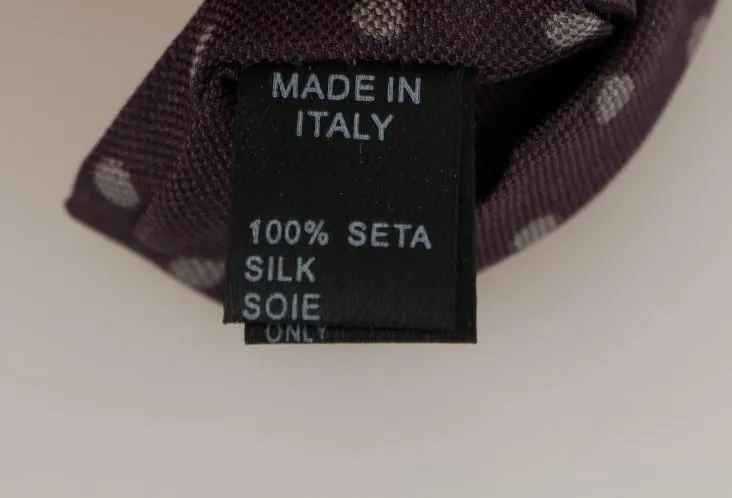 MADE IN
ITALY
100% SETA
SILK
SOIE
ONLY